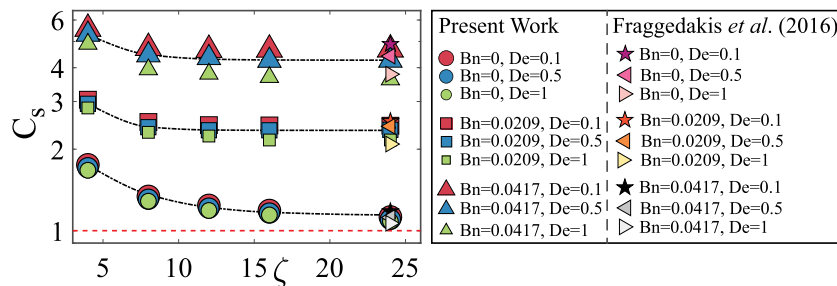 6
4
3
2
1
C_s
5
10
15
ζ
20
25
Present Work
Bn=0, De=0.1
Bn=0, De=0.5
Bn=0, De=1
Bn=0.0209, De=0.1
Bn=0.0209, De=0.5
Bn=0.0209, De=1
Bn=0.0417, De=0.1
Bn=0.0417, De=0.5
Bn=0.0417, De=1
Fraggedakis et al. (2016)
Bn=0, De=0.1
Bn=0, De=0.5
Bn=0, De=1
Bn=0.0209, De=0.1
Bn=0.0209, De=0.5
Bn=0.0209, De=1
Bn=0.0417, De=0.1
Bn=0.0417, De=0.5
Bn=0.0417, De=1